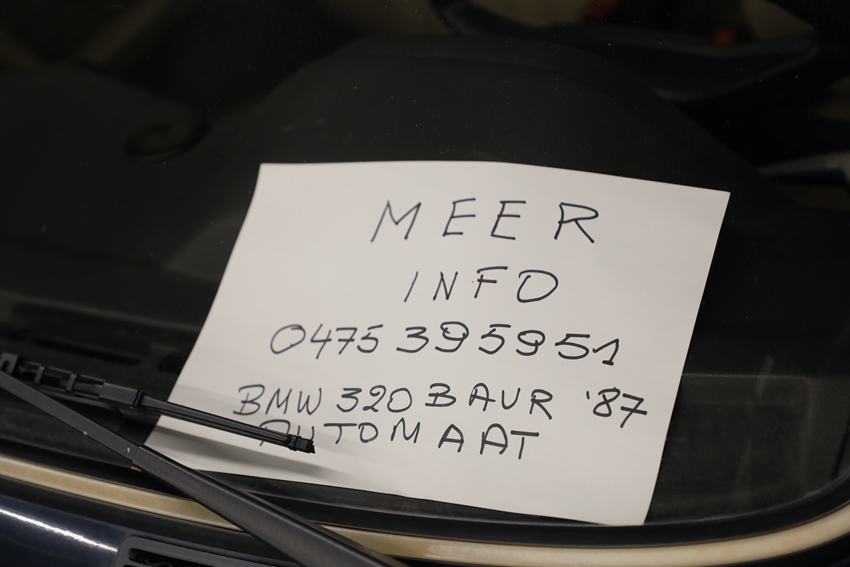 MEER
INFO
0475 395951
BMW 320 BAUR '87
AUTOMAAT